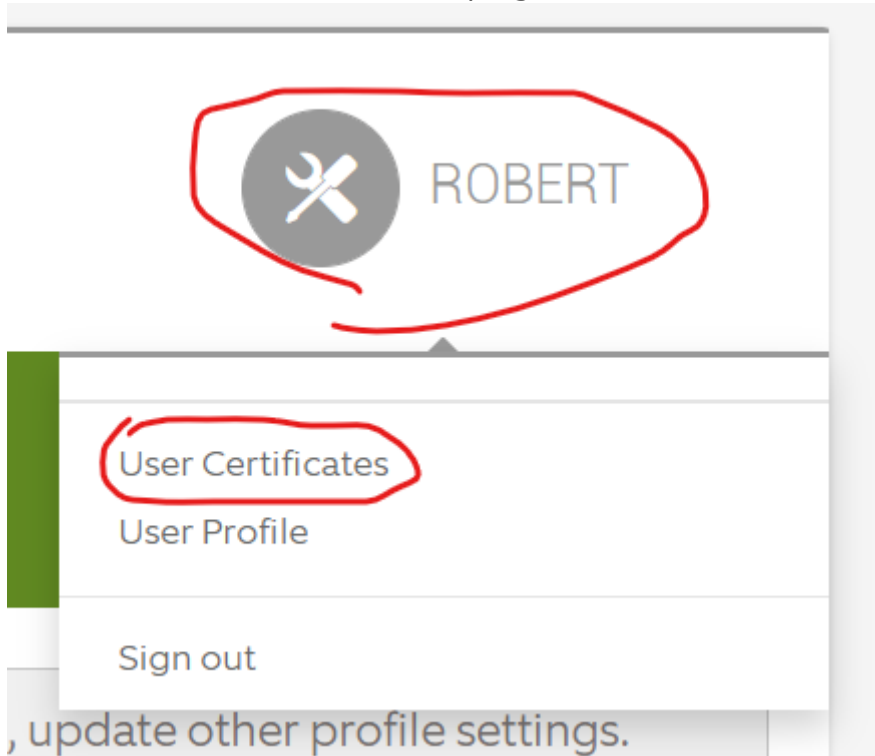 ROBERT
User Certificates
User Profile
Sign out
, update other profile settings.